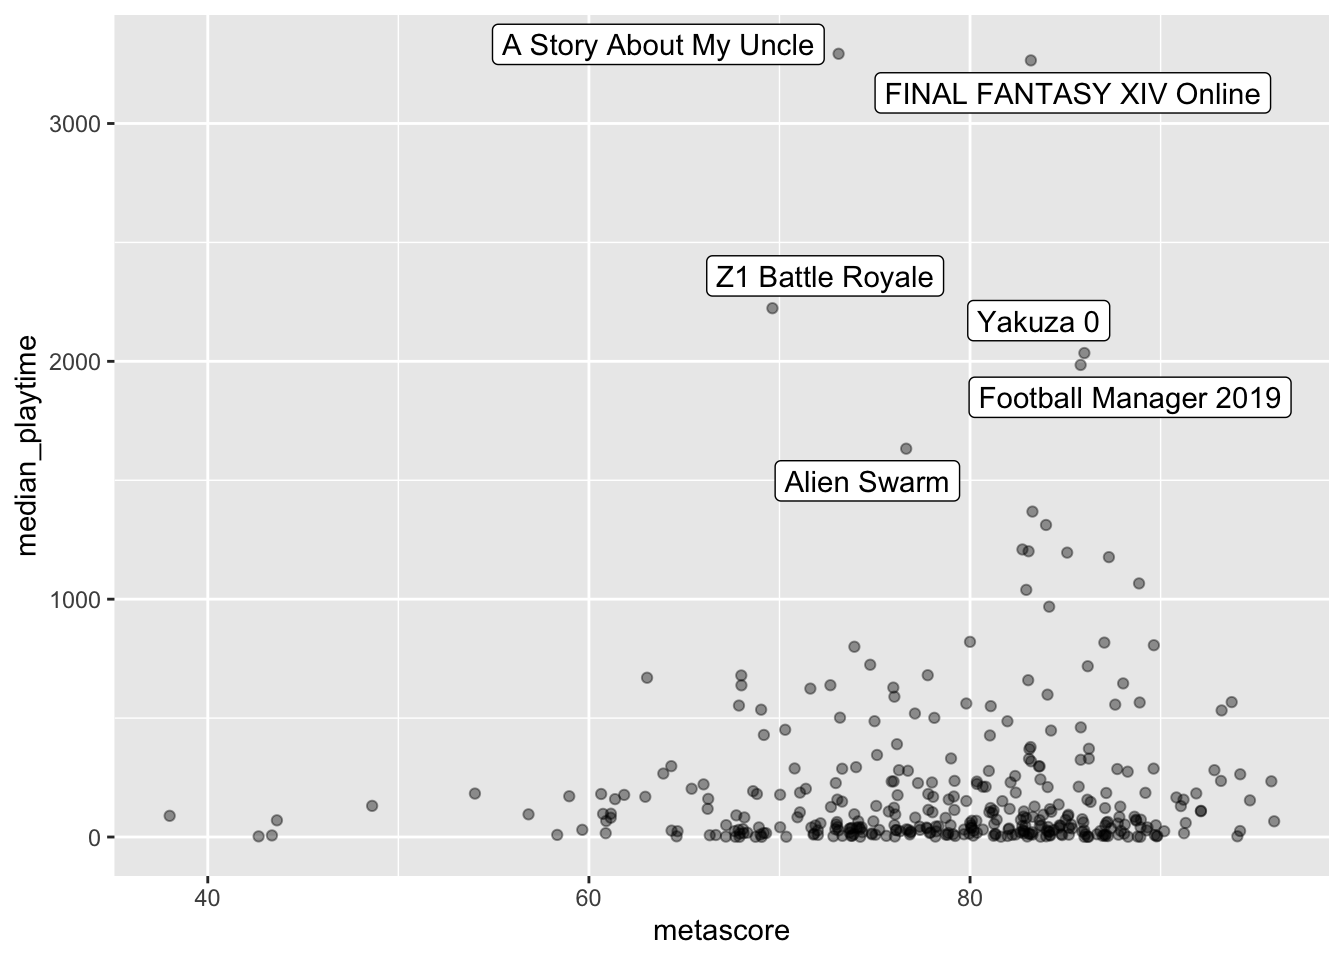 A Story About My Uncle
FINAL FANTASY XIV Online
3000
Z1 Battle Royale
Yakuza 0
2000
Football Manager 2019
Alien Swarm
median_playtime
1000
0
40
60
80
metascore